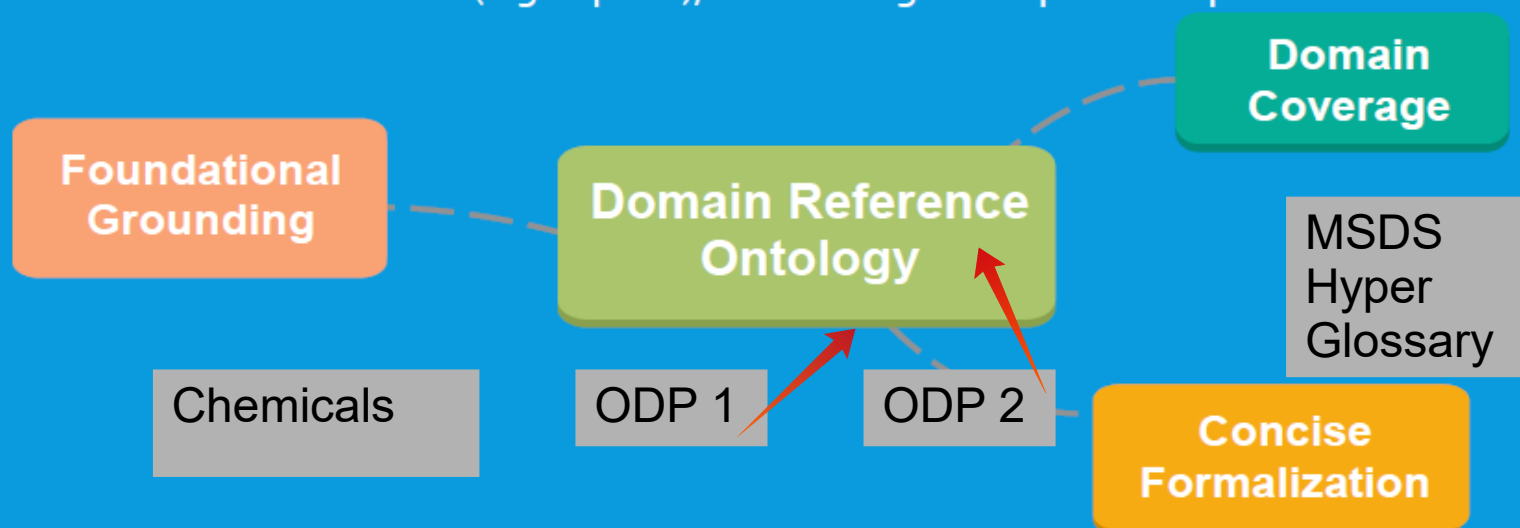 Domain
Coverage
Foundational
Grounding
Domain Reference
Ontology
MSDS
Hyper
Glossary
Chemicals
ODP 1
ODP 2
Concise
Formalization